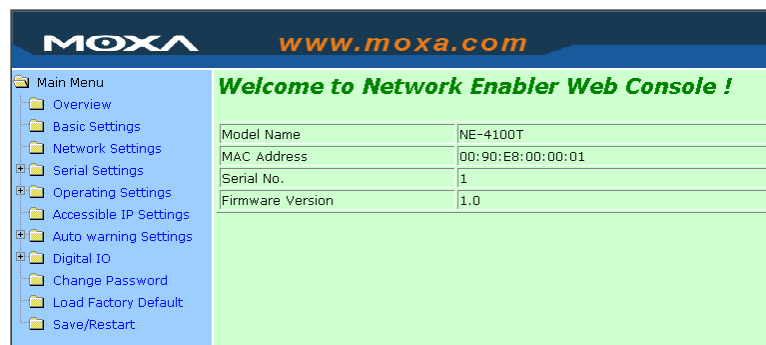 MOXA www.moxa.com
Main Menu
Overview
Basic Settings
Network Settings
Serial Settings
Operating Settings
Accessible IP Settings
Auto warning Settings
Digital IO
Change Password
Load Factory Default
Save/Restart
Welcome to Network Enabler Web Console !
Model Name NE-4100T
MAC Address 00:90:E8:00:00:01
Serial No. 1
Firmware Version 1.0